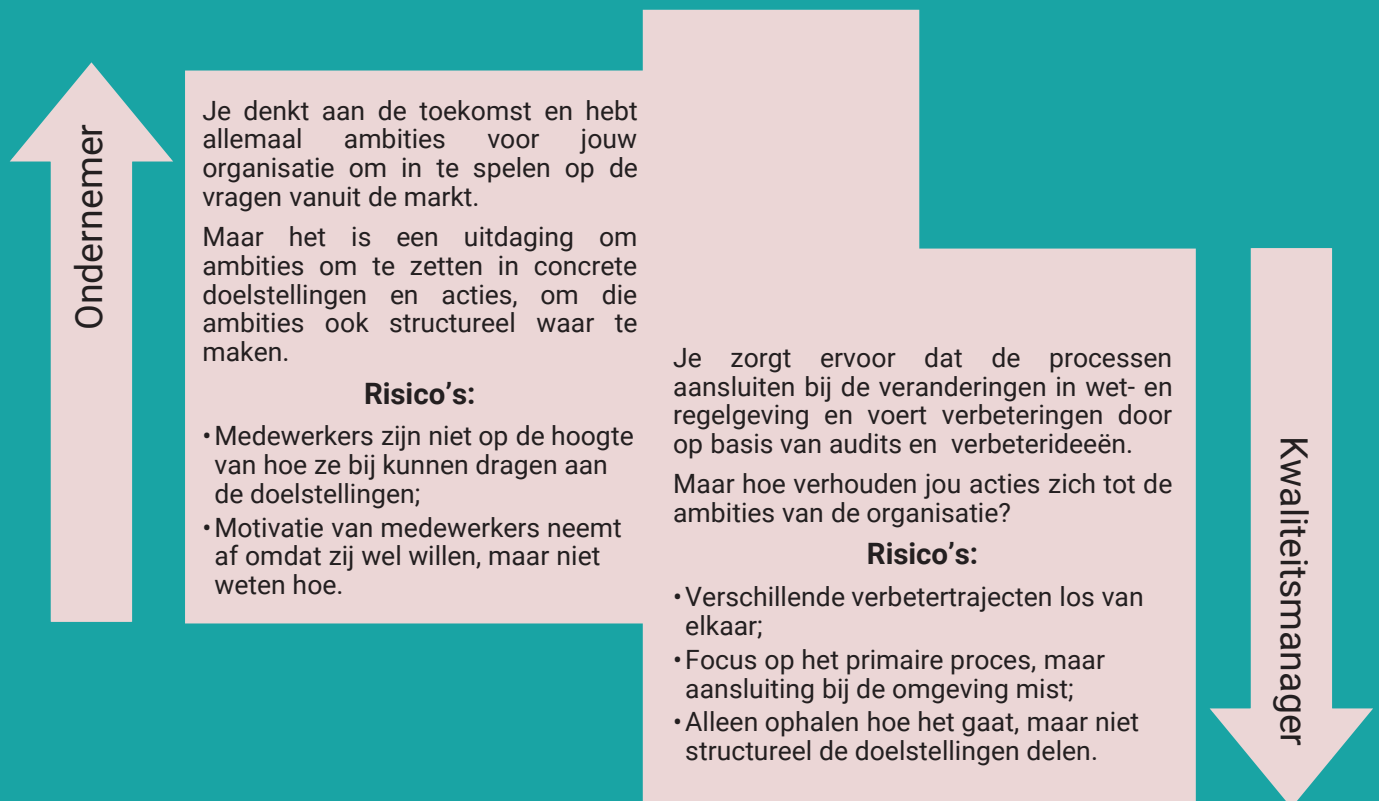 Ondernemer
Je denkt aan de toekomst en hebt
allemaal ambities voor jouw
organisatie om in te spelen op de
vragen vanuit de markt.
Maar het is een uitdaging om
ambities om te zetten in concrete
doelstellingen en acties, om die
ambities ook structureel waar te
maken.
Risico’s:
•Medewerkers zijn niet op de hoogte
van hoe ze bij kunnen dragen aan
de doelstellingen;
•Motivatie van medewerkers neemt
af omdat zij wel willen, maar niet
weten hoe.
Je zorgt ervoor dat de processen
aansluiten bij de veranderingen in wet- en
regelgeving en voert verbeteringen door
op basis van audits en verbeterideeën.
Maar hoe verhouden jou acties zich tot de
ambities van de organisatie?
Risico’s:
•Verschillende verbetertrajecten los van
elkaar;
•Focus op het primaire proces, maar
aansluiting bij de omgeving mist;
•Alleen ophalen hoe het gaat, maar niet
structureel de doelstellingen delen.
Kwaliteitsmanager